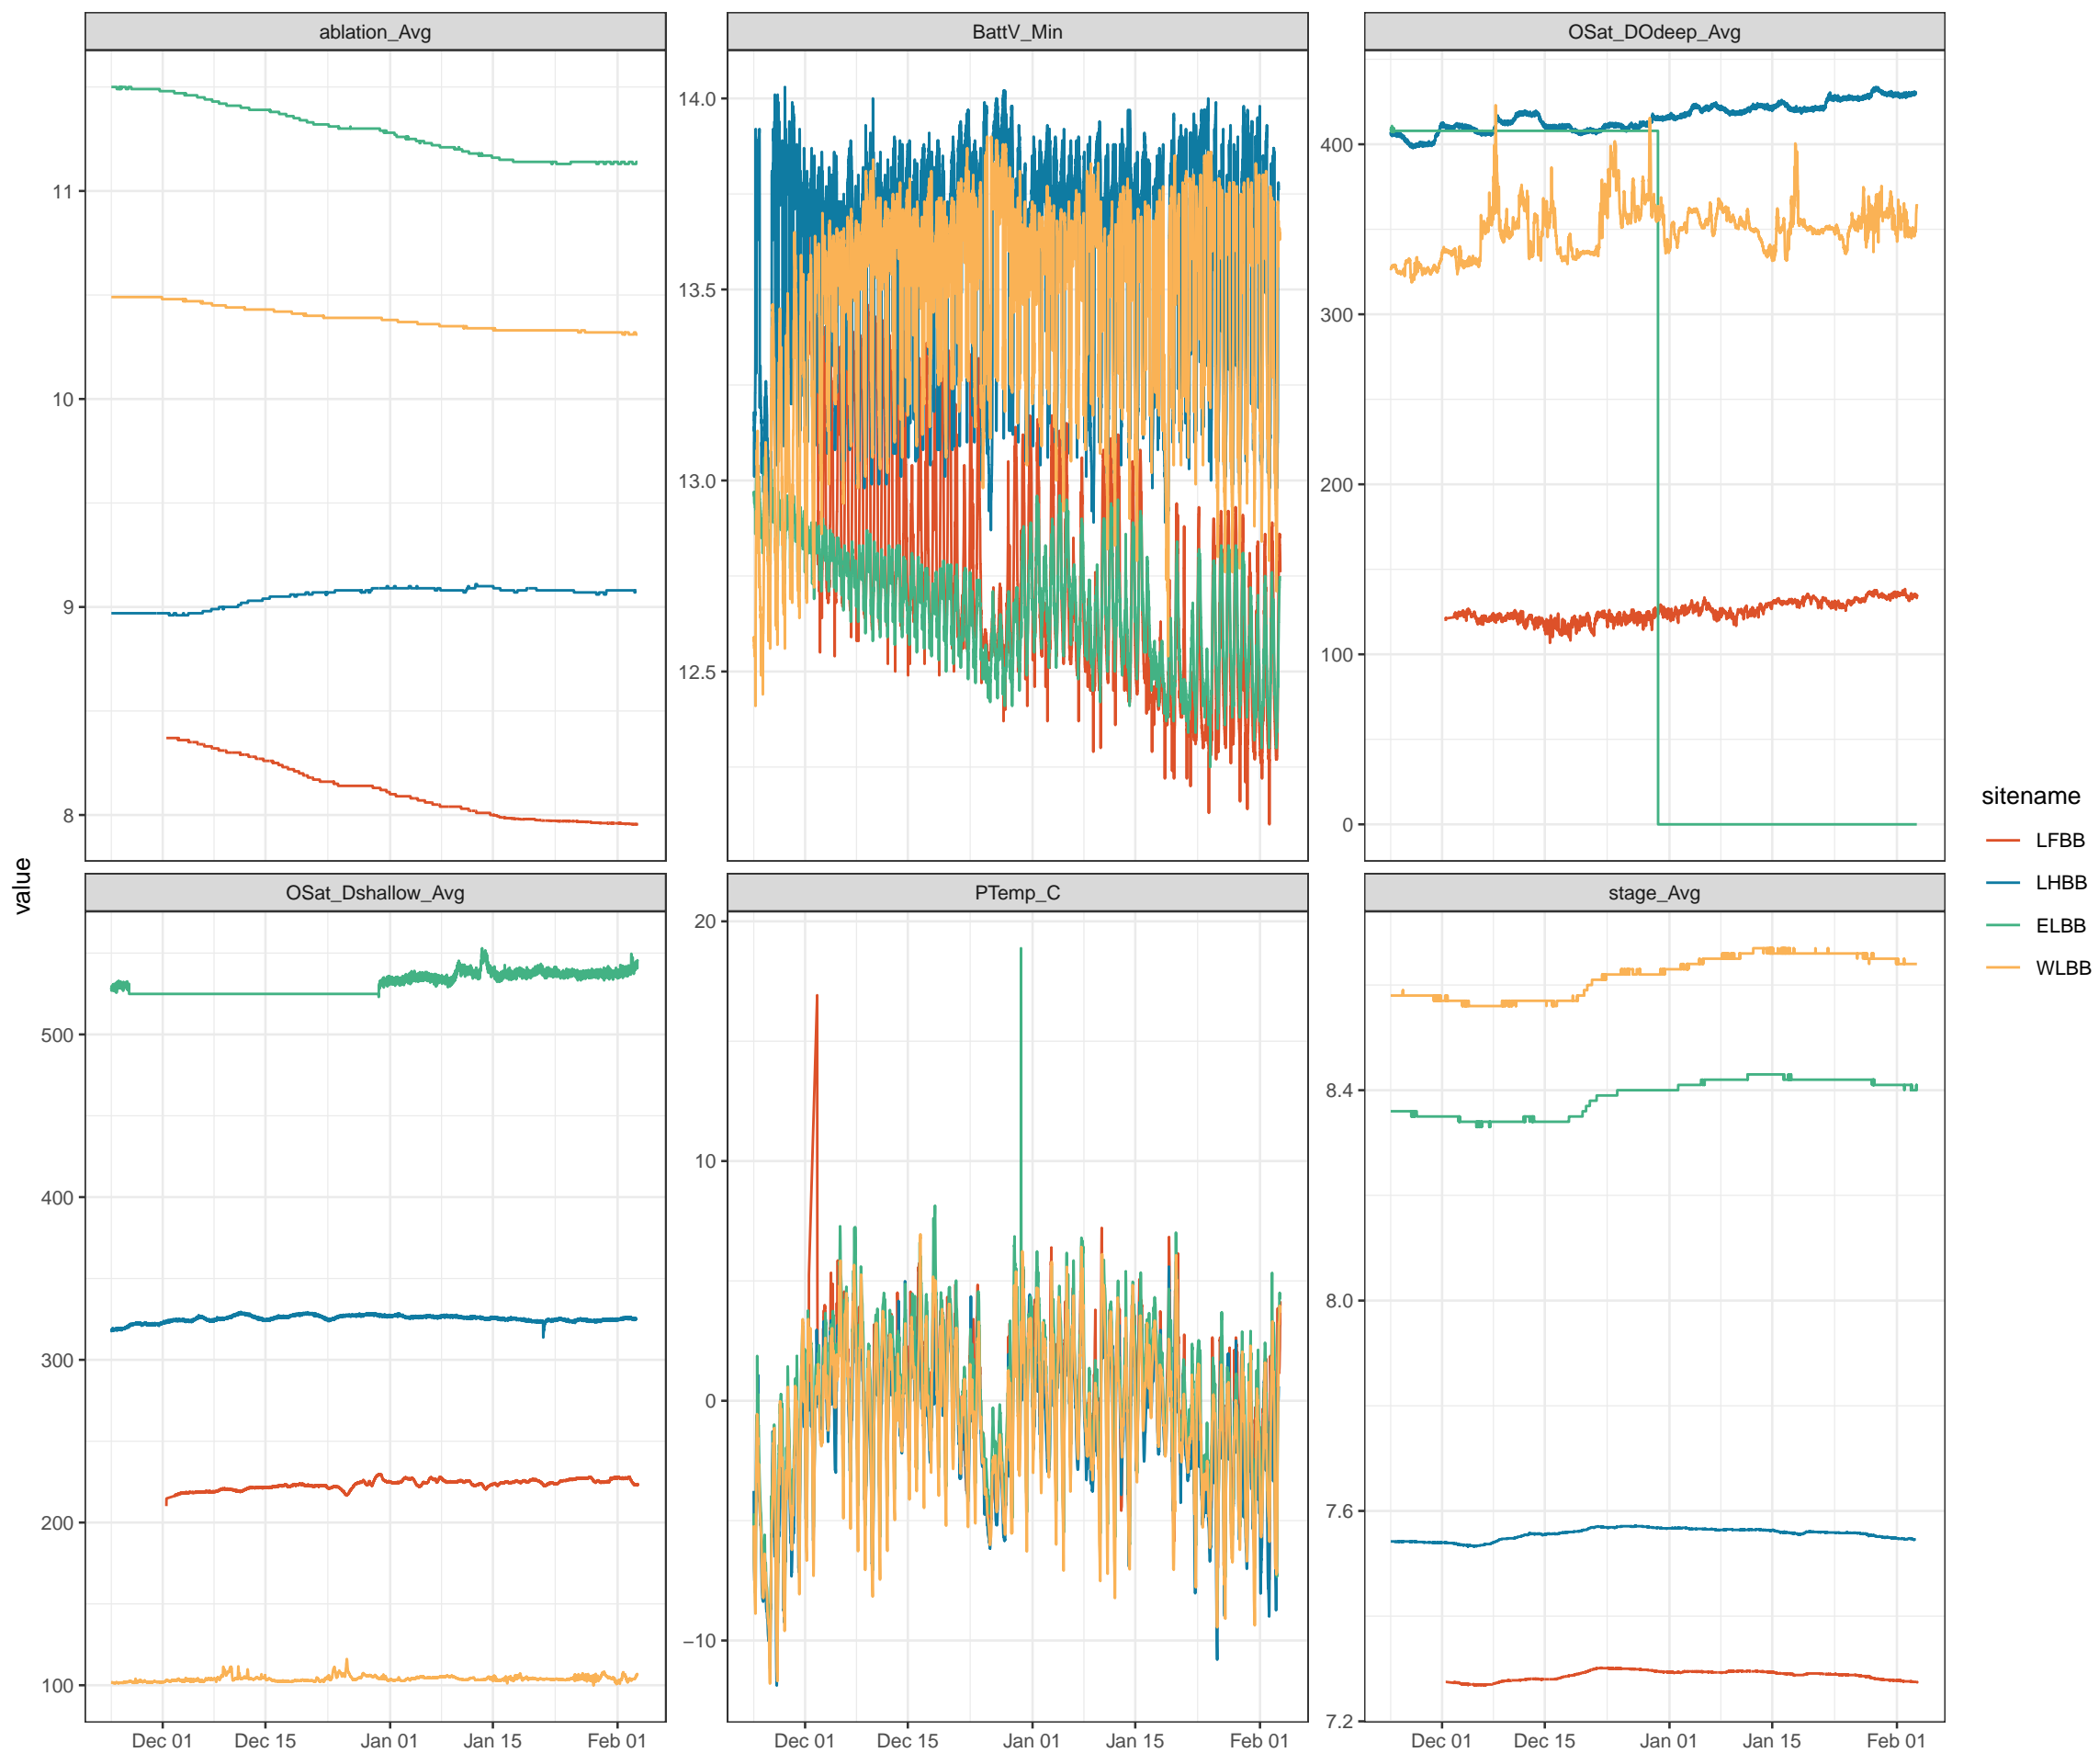 ablation_Avg
BattV_Min
OSat_DOdeep_Avg
11
10
9
8
14.0
13.5
13.0
12.5
400
300
200
100
0
value
OSat_Dshallow_Avg
PTemp_C
stage_Avg
500
400
300
200
100
20
10
0
−10
8.4
8.0
7.6
7.2
Dec 01 Dec 15 Jan 01 Jan 15 Feb 01
Dec 01 Dec 15 Jan 01 Jan 15 Feb 01
Dec 01 Dec 15 Jan 01 Jan 15 Feb 01
sitename
LFBB
LHBB
ELBB
WLBB